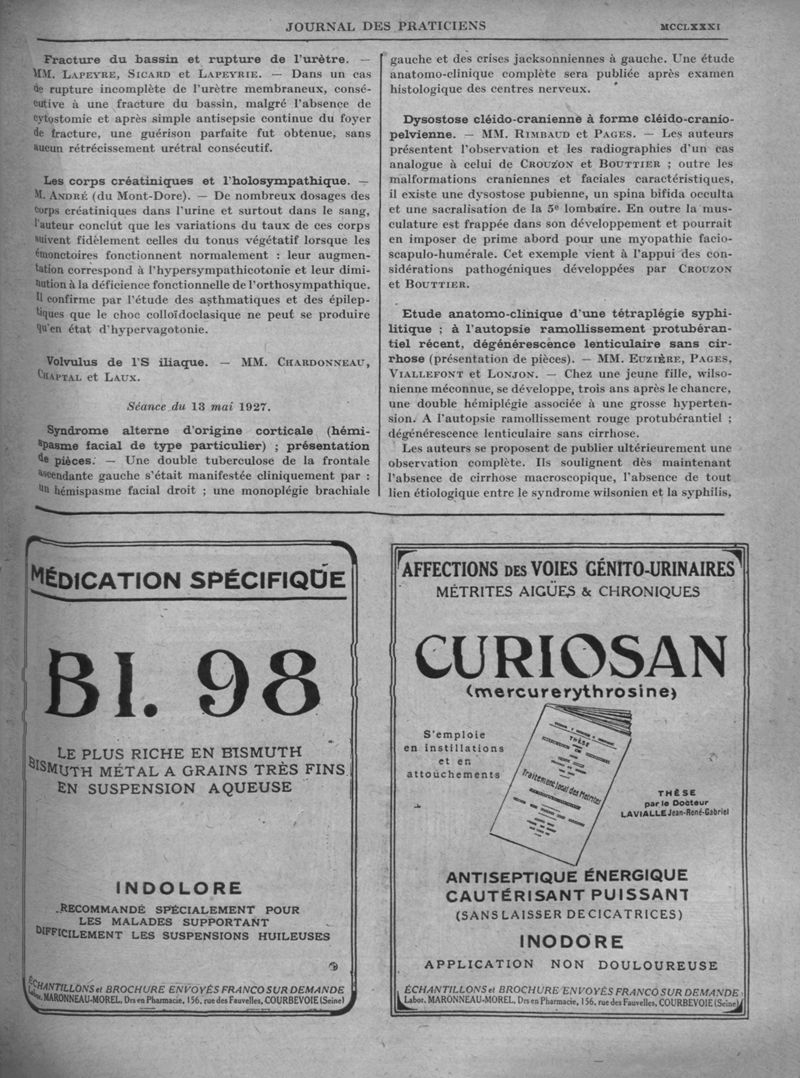 JOURNAL DES PRATICIENS
MCCLXXXI
Fracture du bassin et rupture de l'urètre. —
MM. LAPEYRE, SICARD et LAPEYRIE. — Dans un cas
de rupture incomplète de l'urètre membraneux, consé-
cutive à une fracture du bassin, malgré l'absence de
cytostomie et après simple antisepsie continue du foyer
de fracture, une guérison parfaite fut obtenue, sans
aucun rétrécissement urétral consécutif.
Les corps créatiniques et l'holosympathique. —
M. ANDRÉ (du Mont-Dore). — De nombreux dosages des
corps créatiniques dans l'urine et surtout dans le sang,
l'auteur conclut que les variations du taux de ces corps
suivent fidèlement celles du tonus végétatif lorsque les
émonctoires fonctionnent normalement : leur augmen-
tation correspond à l'hypersympathicotonie et leur dimi-
nution à la déficience fonctionnelle de l'orthosympathique.
Il confirme par l'étude des asthmatiques et des épilep-
tiques que le choc colloïdoclasique ne peut se produire
qu'en état d'hypervagotonie.
Volvulus de l'S iliaque. — MM. CHARDONNEAU,
CHAPTAL et LAUX.
Séance du 13 mai 1927.
Syndrome alterne d'origine corticale (hémi-
spasme facial de type particulier) ; présentation
de pièces. — Une double tuberculose de la frontale
ascendante gauche s'était manifestée cliniquement par :
un hémispasme facial droit ; une monoplégie brachiale
gauche et des crises jacksonniennes à gauche. Une étude
anatomo-clinique complète sera publiée après examen
histologique des centres nerveux.
Dysostose cléido-cranienne à forme cléido-cranio-
pelvienne. — MM. RIMBAUD et PAGES. — Les auteurs
présentent l'observation et les radiographies d'un cas
analogue à celui de CROUZON et BOUTTIER ; outre les
malformations craniennes et faciales caractéristiques,
il existe une dysostose pubienne, un spina bifida occulta
et une sacralisation de la 5e lombaire. En outre la mus-
culature est frappée dans son développement et pourrait
en imposer de prime abord pour une myopathie facio-
scapulo-humérale. Cet exemple vient à l'appui des con-
sidérations pathogéniques développées par CROUZON
et BOUTTIER.
Etude anatomo-clinique d'une tétraplégie syphi-
litique ; à l'autopsie ramollissement protubéran-
tiel récent, dégénérescence lenticulaire sans cir-
rhose (présentation de pièces). — MM. EUZIÈRE, PAGES,
VIALLEFONT et LONJON. — Chez une jeune fille, wilso-
nienne méconnue, se développe, trois ans après le chancre,
une double hémiplégie associée à une grosse hyperten-
sion. A l'autopsie ramollissement rouge protubérantiel ;
dégénérescence lenticulaire sans cirrhose.
Les auteurs se proposent de publier ultérieurement une
observation complète. Ils soulignent dès maintenant
l'absence de cirrhose macroscopique, l'absence de tout
lien étiologique entre le syndrome wilsonien et la syphilis,
MÉDICATION SPÉCIFIQUE
BI. 98
LE PLUS RICHE EN BISMUTH
BISMUTH MÉTAL A GRAINS TRÈS FINS
EN SUSPENSION AQUEUSE
INDOLORE
RECOMMANDÉ SPÉCIALEMENT POUR
LES MALADES SUPPORTANT
DIFFICILEMENT LES SUSPENSIONS HUILEUSES
ÉCHANTILLONS et BROCHURE ENVOYÉS FRANCO SUR DEMANDE
Labor. MARONNEAU-MOREL, Drs en Pharmacie, 156, rue des Fauvelles, COURBEVOIE (Seine)
AFFECTIONS DES VOIES GÉNITO-URINAIRES
MÉTRITES AIGÜES & CHRONIQUES
CURIOSAN
(mercurerythrosine)
S'emploie
en instillations
et en
attouchements
THÈSE
Traitement local des Métrites
THÈSE
par le Docteur
LAVIALLE Jean-René-Gabriel
ANTISEPTIQUE ÉNERGIQUE
CAUTÉRISANT PUISSANT
(SANS LAISSER DE CICATRICES)
INODORE
APPLICATION NON DOULOUREUSE
ÉCHANTILLONS et BROCHURE ENVOYÉS FRANCO SUR DEMANDE
Labor. MARONNEAU-MOREL, Drs en Pharmacie, 156, rue des Fauvelles, COURBEVOIE (Seine)